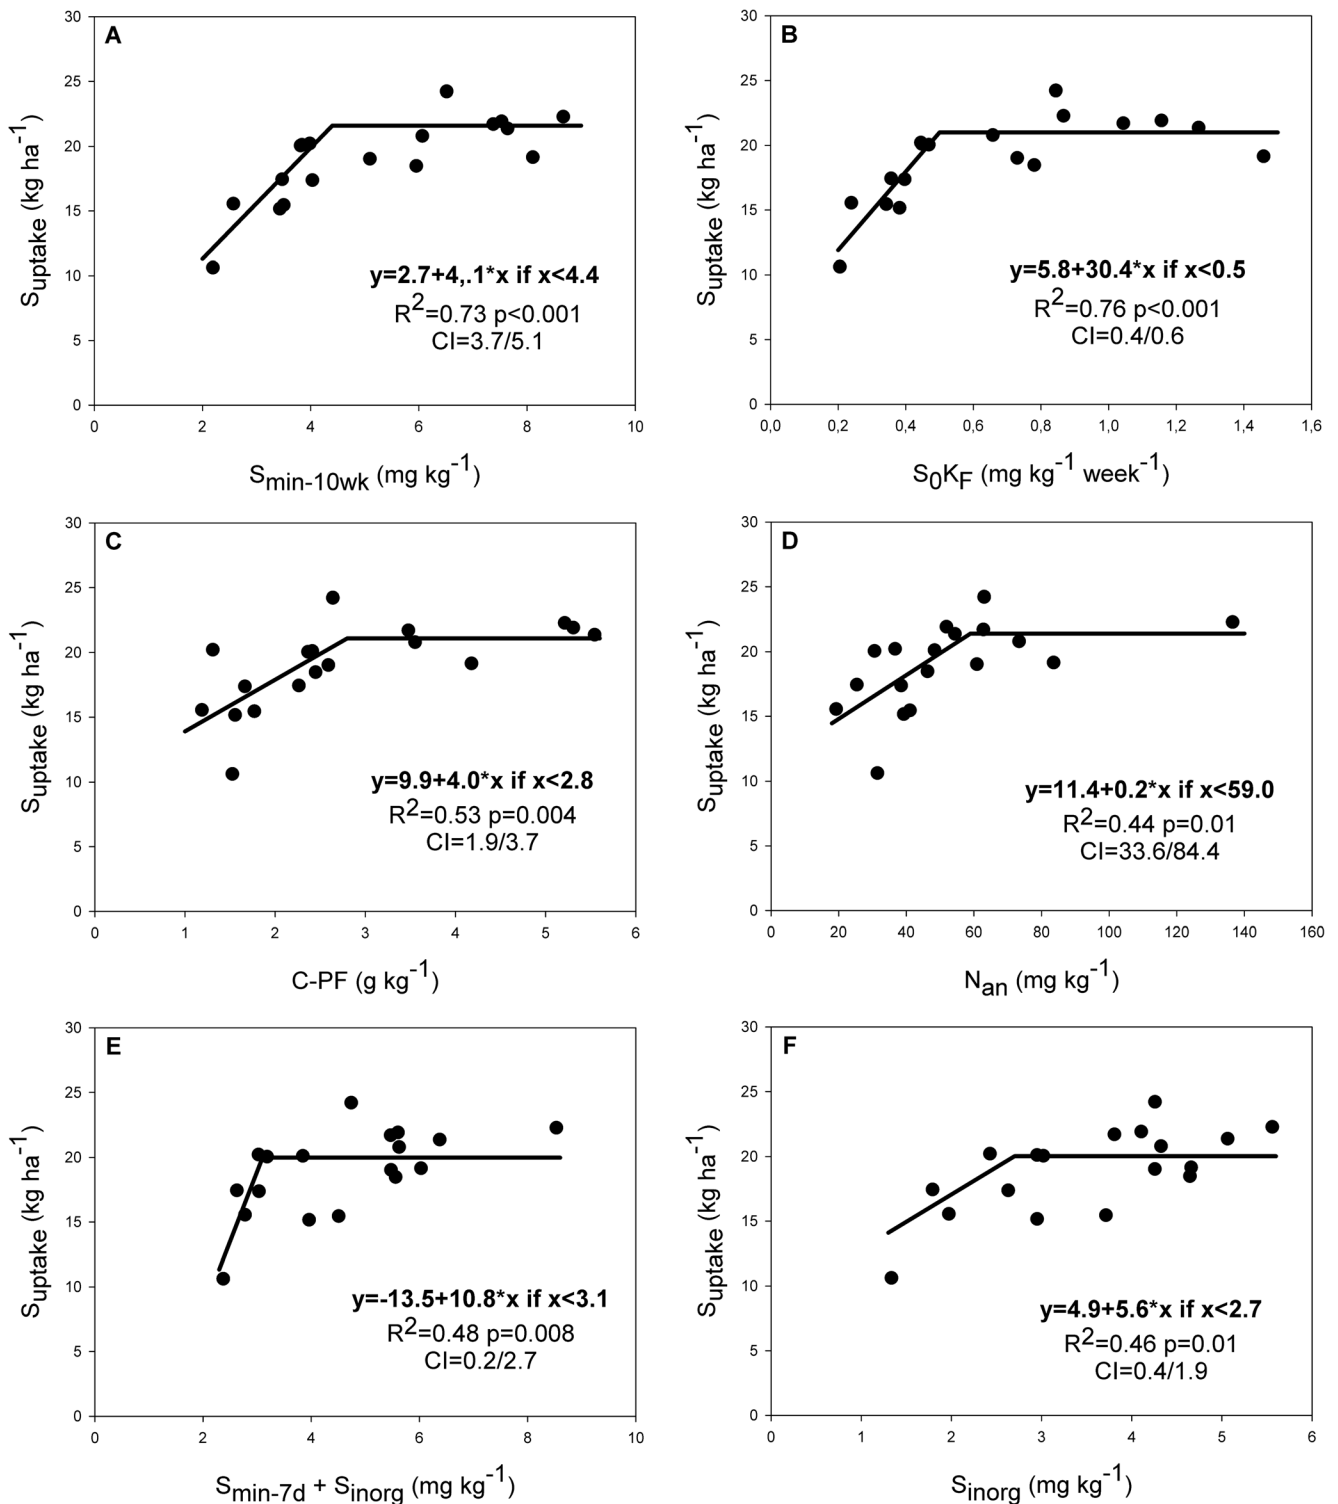 A
30
25
20
15
10
5
0
S uptake (kg ha-1)
y=2.7+4,.1*x if x<4.4
R2=0.73 p<0.001
CI=3.7/5.1
0 2 4 6 8 10
Smin-10wk (mg kg-1)
B
30
25
20
15
10
5
0
S uptake (kg ha-1)
y=5.8+30.4*x if x<0.5
R2=0.76 p<0.001
CI=0.4/0.6
0,0 0,2 0,4 0,6 0,8 1,0 1,2 1,4 1,6
S0KF (mg kg-1 week-1)
C
30
25
20
15
10
5
0
S uptake (kg ha-1)
y=9.9+4.0*x if x<2.8
R2=0.53 p=0.004
CI=1.9/3.7
0 1 2 3 4 5 6
C-PF (g kg-1)
D
30
25
20
15
10
5
0
S uptake (kg ha-1)
y=11.4+0.2*x if x<59.0
R2=0.44 p=0.01
CI=33.6/84.4
0 20 40 60 80 100 120 140 160
Nan (mg kg-1)
E
30
25
20
15
10
5
0
S uptake (kg ha-1)
y=-13.5+10.8*x if x<3.1
R2=0.48 p=0.008
CI=0.2/2.7
0 2 4 6 8 10
Smin-7d + Sinorg (mg kg-1)
F
30
25
20
15
10
5
0
S uptake (kg ha-1)
y=4.9+5.6*x if x<2.7
R2=0.46 p=0.01
CI=0.4/1.9
0 1 2 3 4 5 6
Sinorg (mg kg-1)